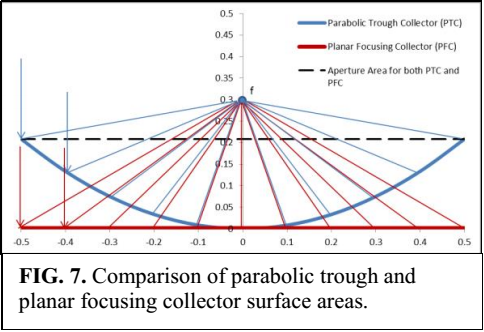 0.5
0.45
0.4
0.35
0.3
0.25
0.2
0.15
0.1
0.05
0
f
-0.5 -0.4 -0.3 -0.2 -0.1 0 0.1 0.2 0.3 0.4 0.5
Parabolic Trough Collector (PTC)
Planar Focusing Collector (PFC)
Aperture Area for both PTC and
PFC
FIG. 7. Comparison of parabolic trough and
planar focusing collector surface areas.